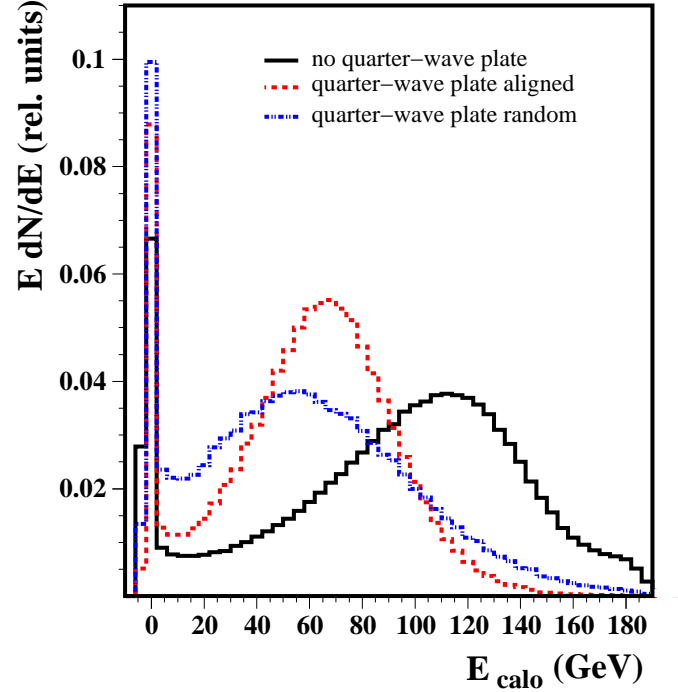 E dN/dE (rel. units)
0.1
0.08
0.06
0.04
0.02
no quarter−wave plate
quarter−wave plate aligned
quarter−wave plate random
0 20 40 60 80 100 120 140 160 180
E calo (GeV)